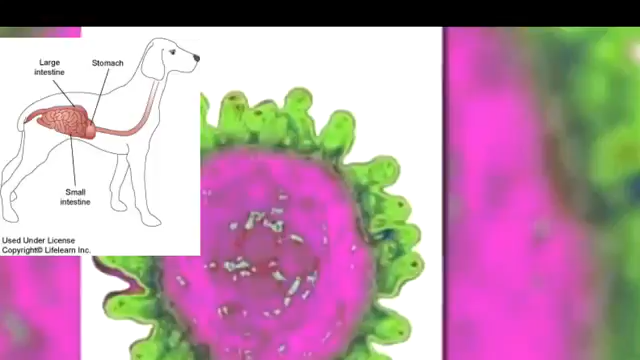 Large
intestine
Stomach
Small
intestine
Used Under License
Copyright© Lifelearn Inc.